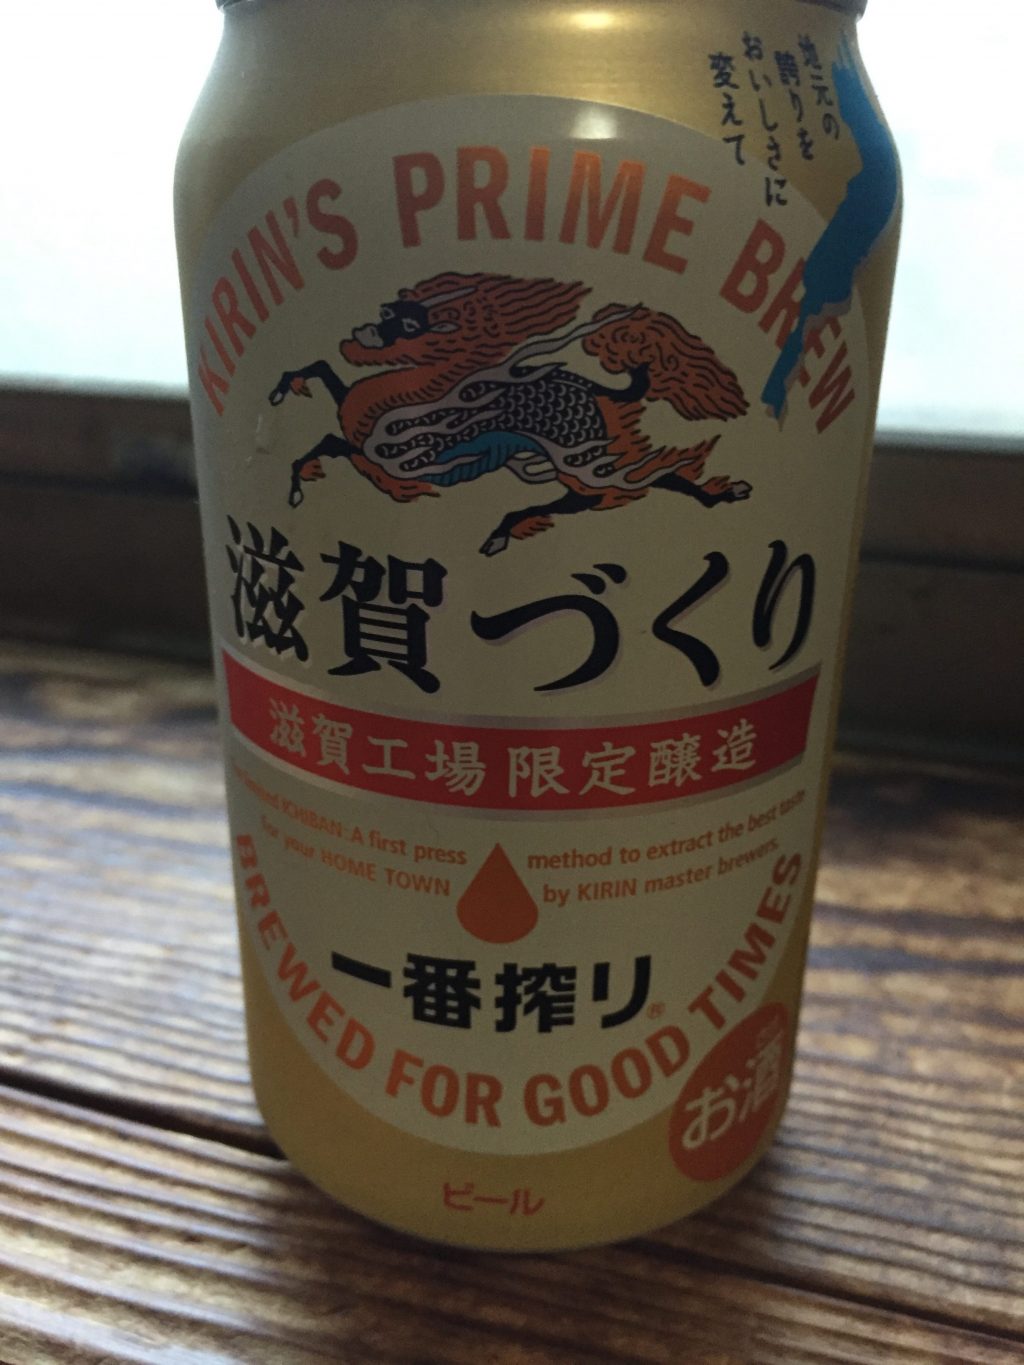 地元の
誇りを
おいしさに
変えて
KIRIN'S PRIME BREW
滋賀づくり
滋賀工場 限定醸造
ICHIBAN: A first press method to extract the best taste
for your HOME TOWN by KIRIN master brewers.
一番搾り®
BREWED FOR GOOD TIMES
お酒
ビール